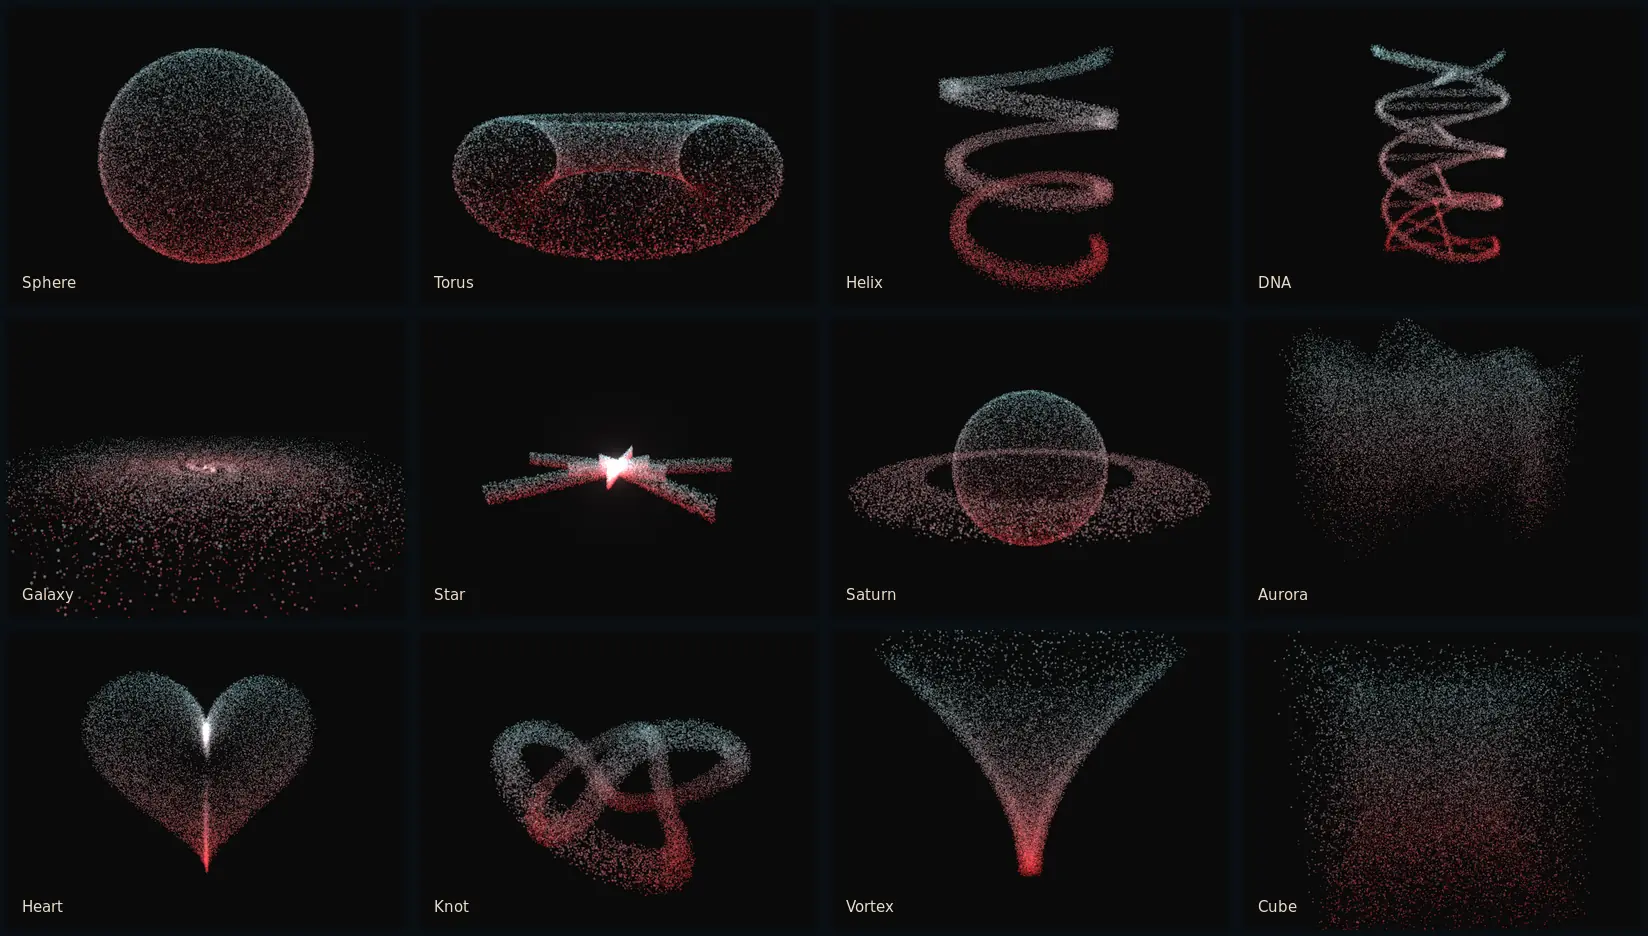 Sphere
Torus
Helix
DNA
Galaxy
Star
Saturn
Aurora
Heart
Knot
Vortex
Cube